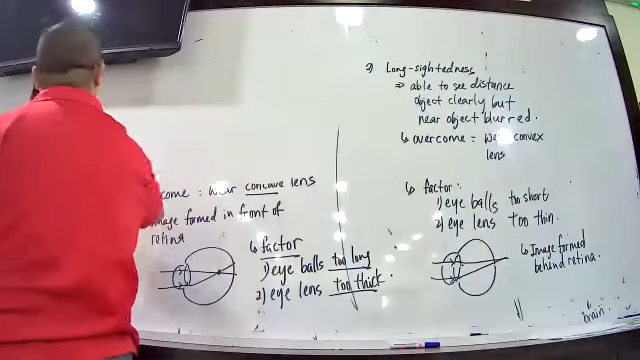 come : wear concave lens
image formed in front of
retina
↳ factor
1) eye balls too long
2) eye lens too thick.
2) Long-sightedness
⇒ able to see distance
object clearly but
near object blurred.
↳ overcome : wear convex
lens
↳ factor :
1) eye balls too short
2) eye lens too thin.
↳ Image formed
behind retina.
brain